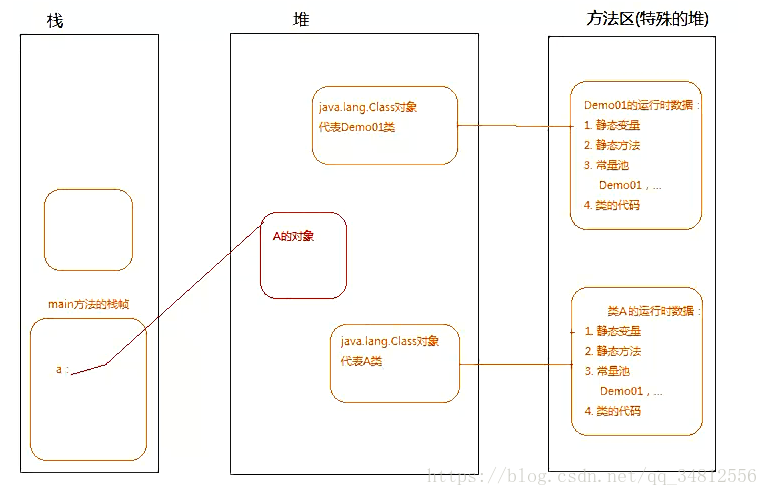 栈
堆
方法区(特殊的堆)
java.lang.Class对象
代表Demo01类
Demo01的运行时数据：
1. 静态变量
2. 静态方法
3. 常量池
Demo01，...
4. 类的代码
A的对象
main方法的栈帧
a：
java.lang.Class对象
代表A类
类A的运行时数据：
1. 静态变量
2. 静态方法
3. 常量池
Demo01，...
4. 类的代码
https://blog.csdn.net/qq_34812556